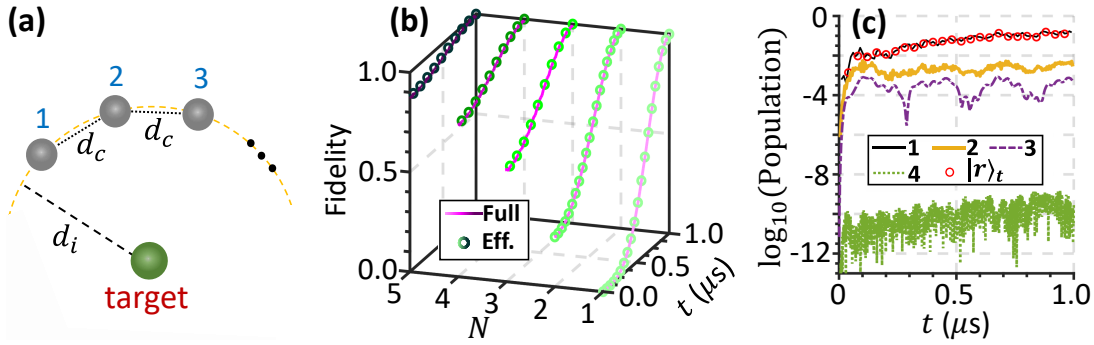 (a)
1
2
3
d_c
d_c
d_i
target
(b)
Fidelity
1.0
0.5
0.0
Full
Eff.
5
4
3
2
1
N
0.0
0.5
1.0
t (μs)
(c)
log₁₀(Population)
0
-4
-8
-12
1
2
3
4
|r⟩_t
0
0.5
1.0
t (μs)